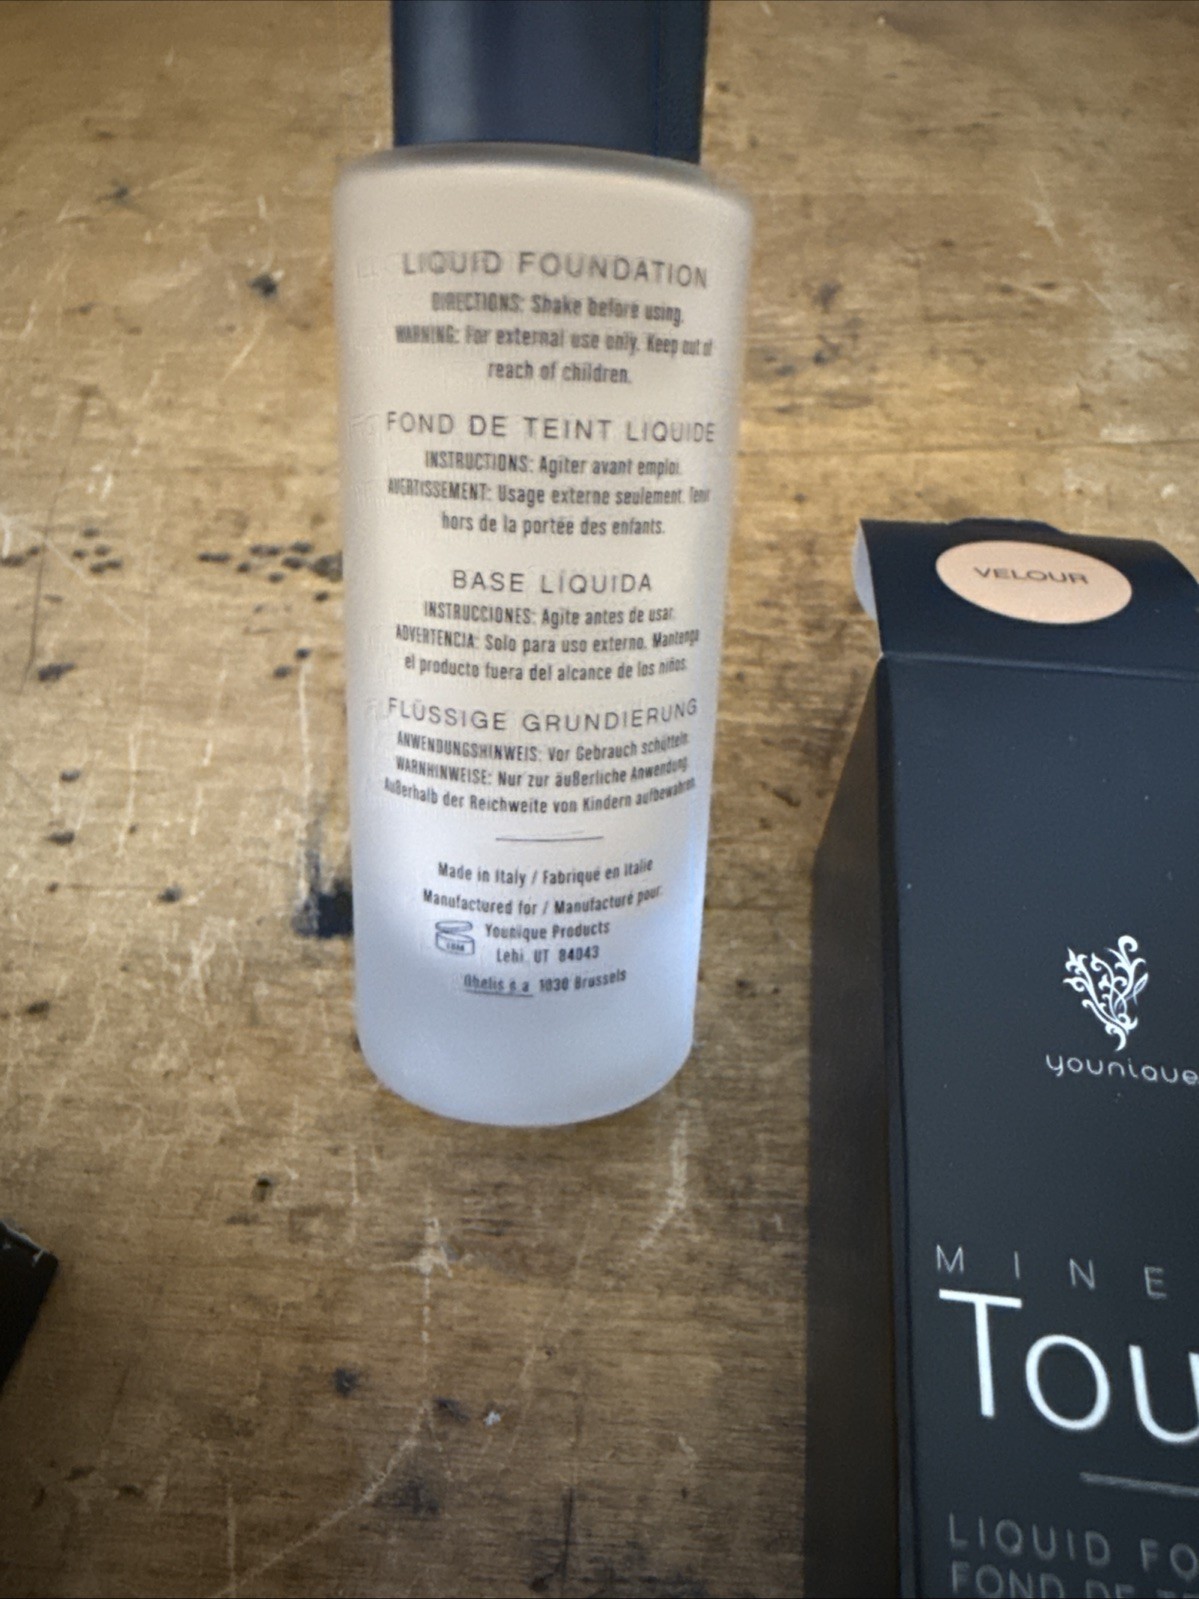 LIQUID FOUNDATION
DIRECTIONS: Shake before using.
WARNING: For external use only. Keep out of
reach of children.
FOND DE TEINT LIQUIDE
INSTRUCTIONS: Agiter avant emploi.
AVERTISSEMENT: Usage externe seulement. Tenir
hors de la portée des enfants.
BASE LÍQUIDA
INSTRUCCIONES: Agite antes de usar.
ADVERTENCIA: Solo para uso externo. Mantenga
el producto fuera del alcance de los niños.
FLÜSSIGE GRUNDIERUNG
ANWENDUNGSHINWEIS: Vor Gebrauch schütteln.
WARNHINWEISE: Nur zur äußerliche Anwendung.
Außerhalb der Reichweite von Kindern aufbewahren.
Made in Italy / Fabriqué en Italie
Manufactured for / Manufacturé pour:
Younique Products
Lehi, UT 84043
Obelis s.a 1030 Brussels
VELOUR
younique
MINE
Tou
LIQUID FO
FOND DE TE